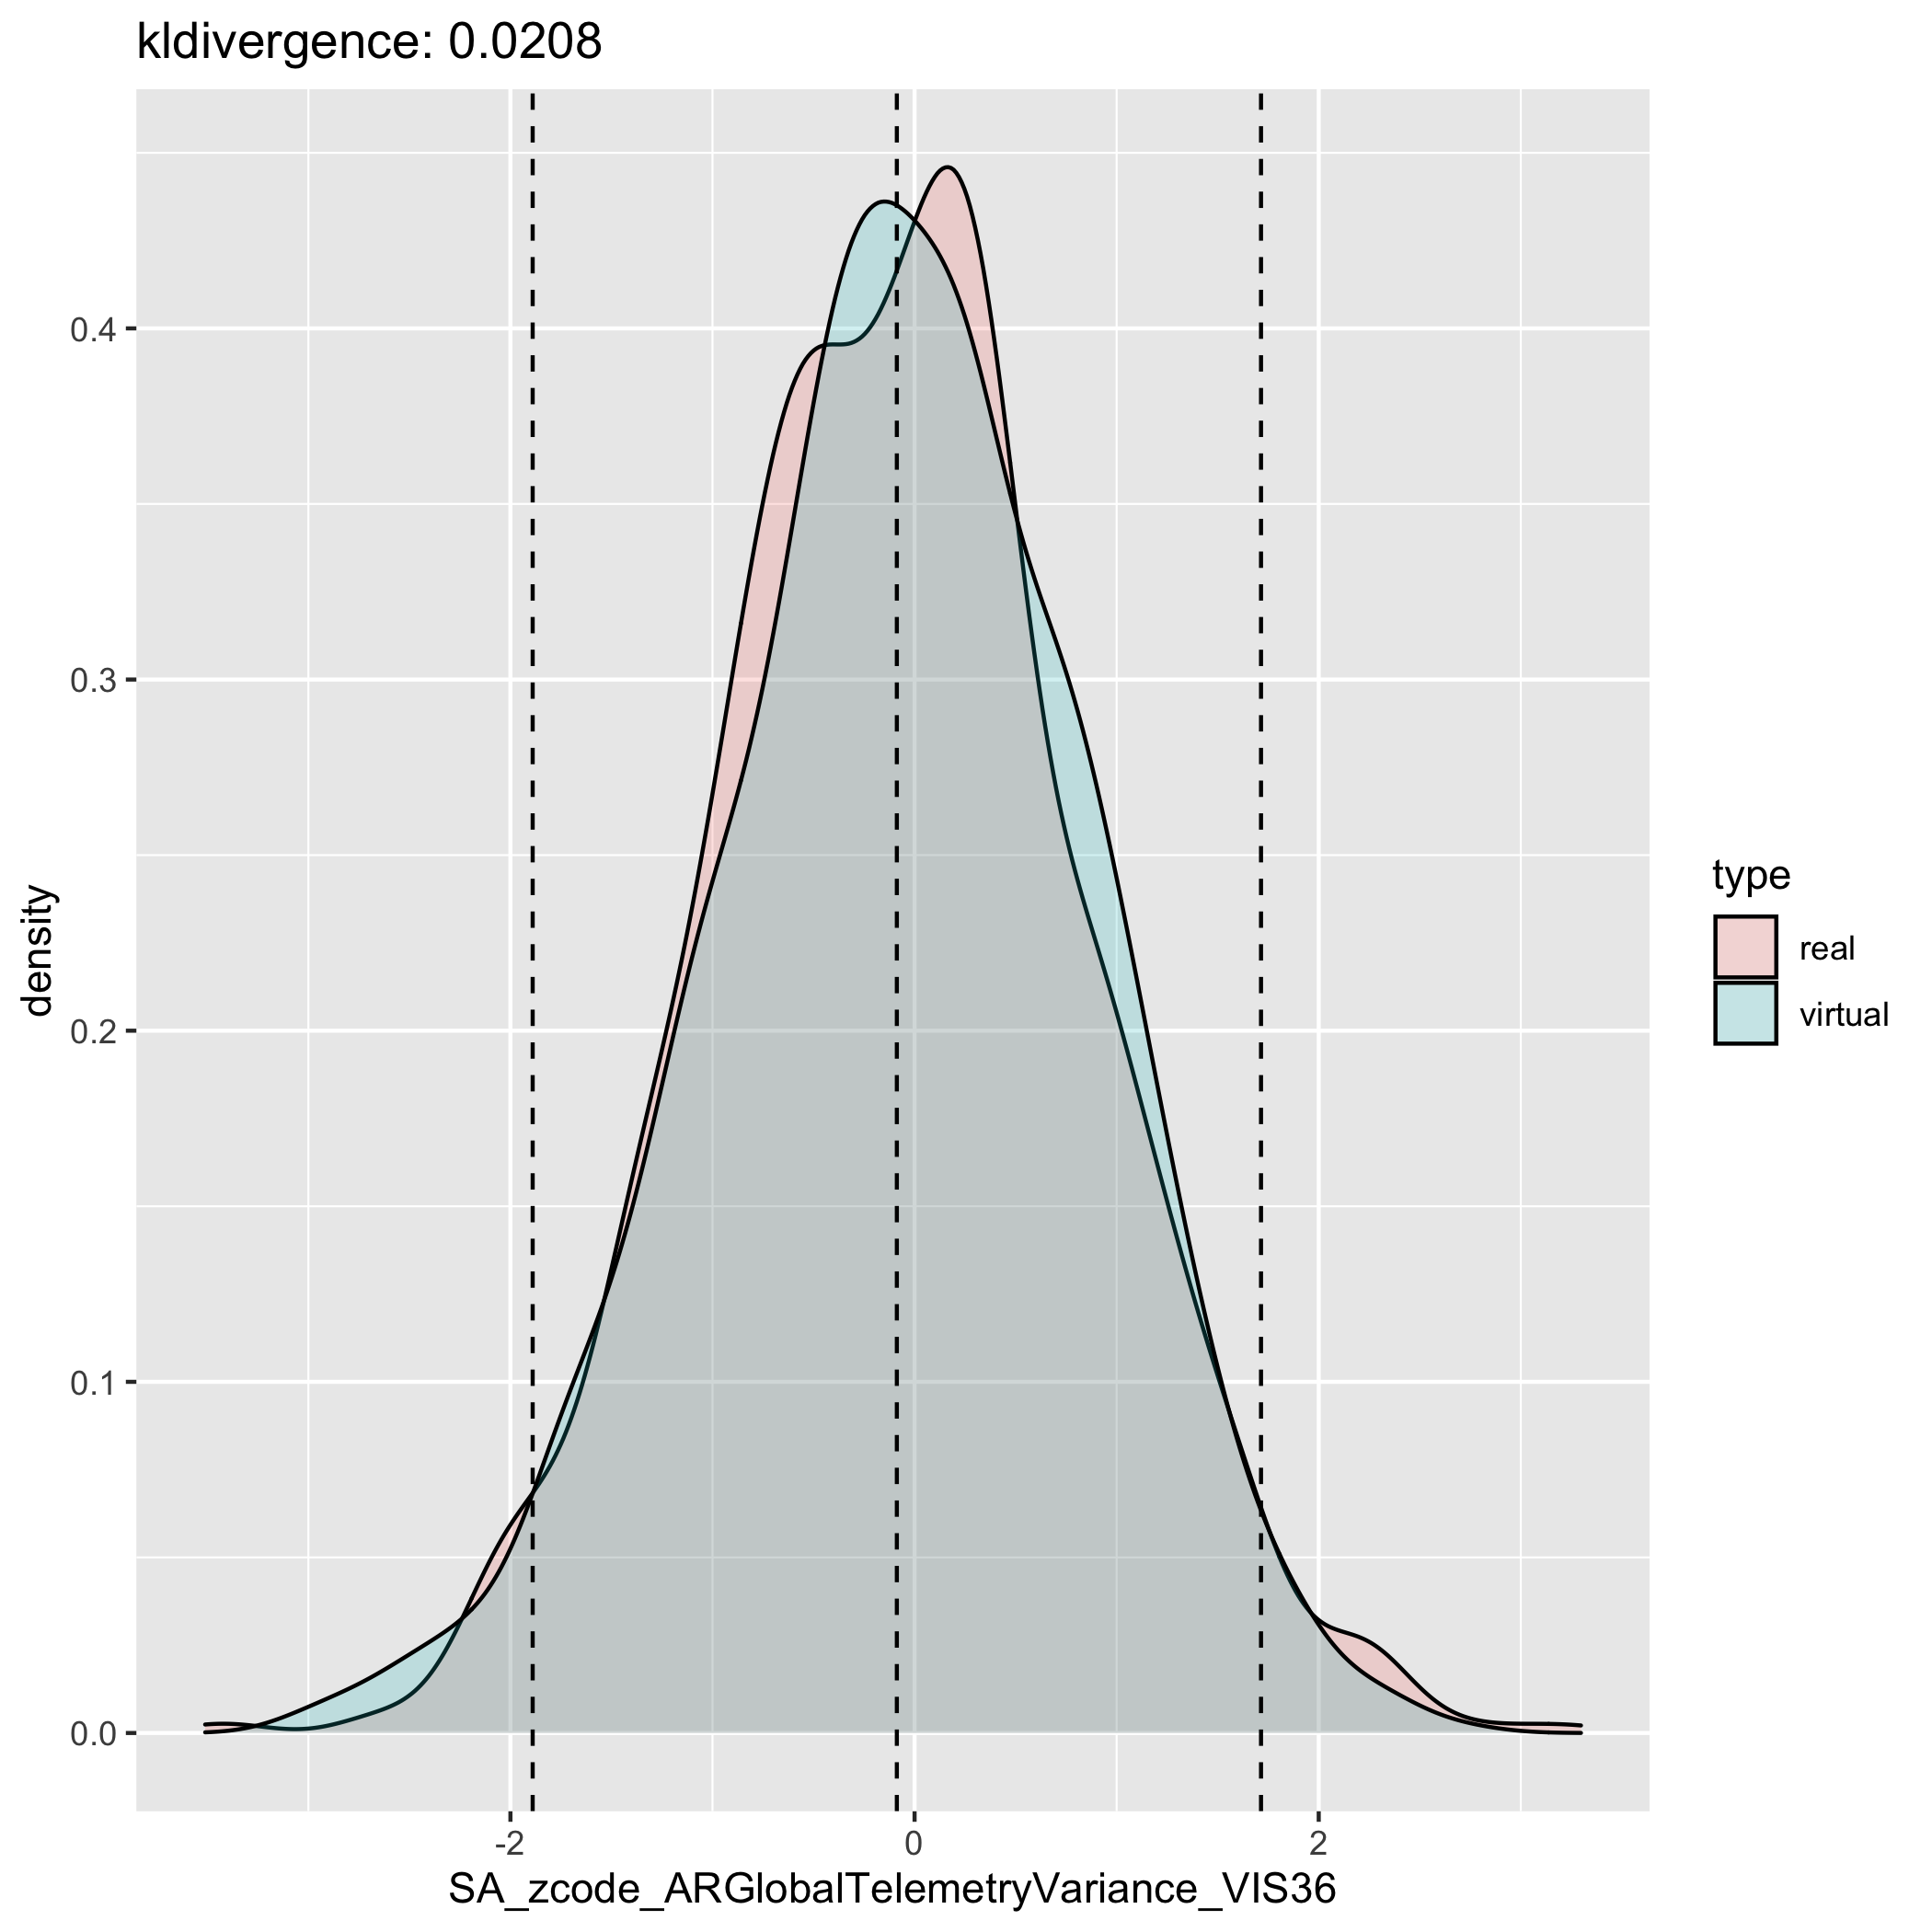 kldivergence: 0.0208
density
0.4
0.3
0.2
0.1
0.0
-2 0 2
SA_zcode_ARGlobalTelemetryVariance_VIS36
type
real
virtual